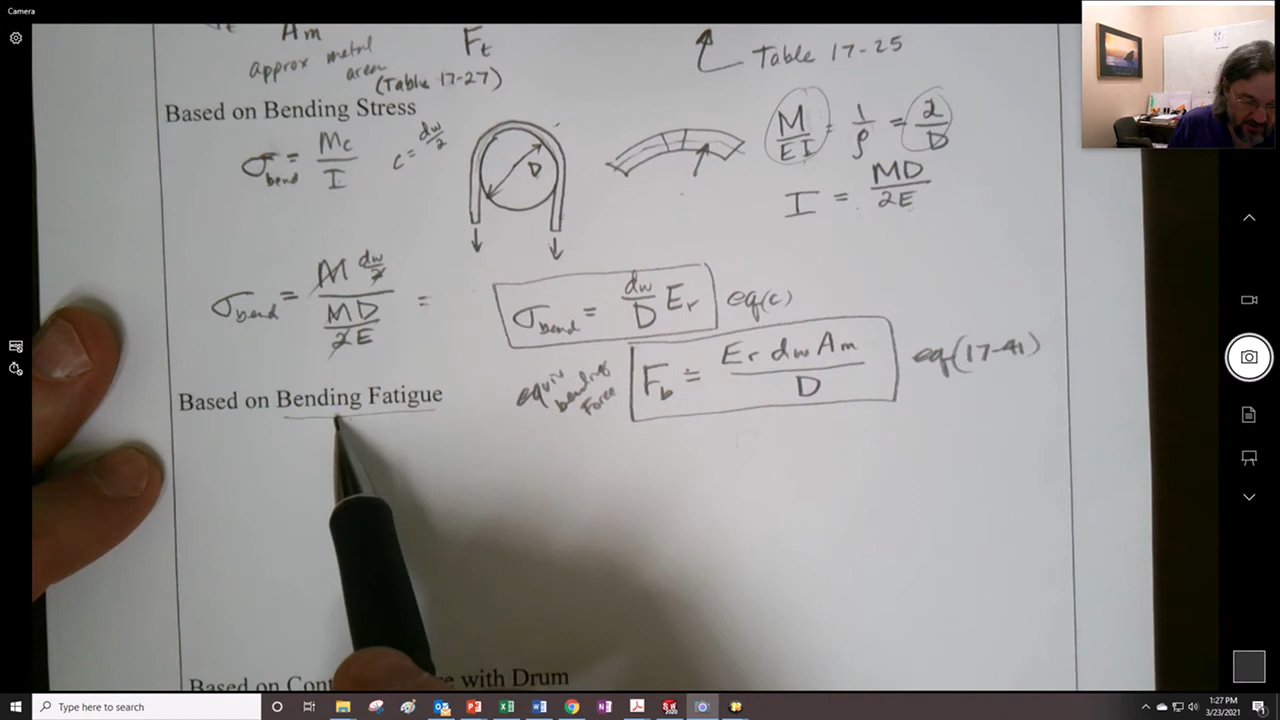 Camera
Am
approx metal area
(Table 17-27)
Ft
Table 17-25
Based on Bending Stress
σbend = Mc/I
c = dw/2
D
M/EI = 1/ρ = 2/D
I = MD/2E
σbend = M dw/2 / MD/2E =
σbend = dw/D Er
eq(c)
equiv bending Force
Fb = Er dw Am / D
eq(17-41)
Based on Bending Fatigue
with Drum
Based on
Type here to search
1:27 PM
3/23/2021